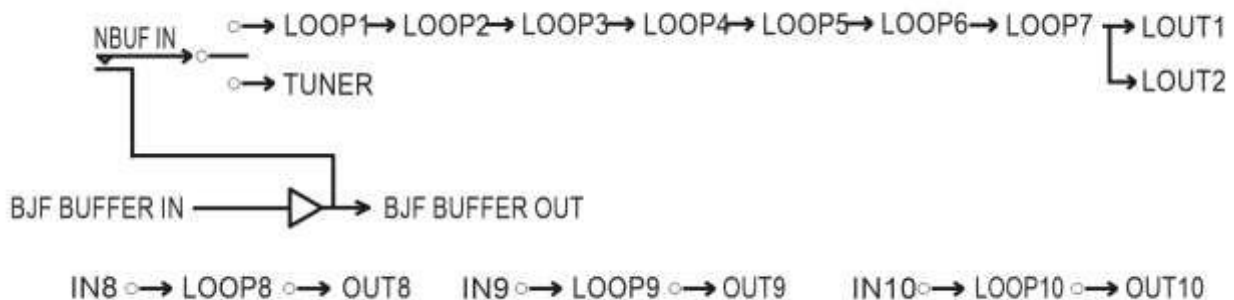 LOOP1 LOOP2 LOOP3 LOOP4 LOOP5 LOOP6 LOOP7 LOUT1
NBUF IN
TUNER LOUT2
BJF BUFFER IN BJF BUFFER OUT
IN8 LOOP8 OUT8 IN9 LOOP9 OUT9 IN10 LOOP10 OUT10